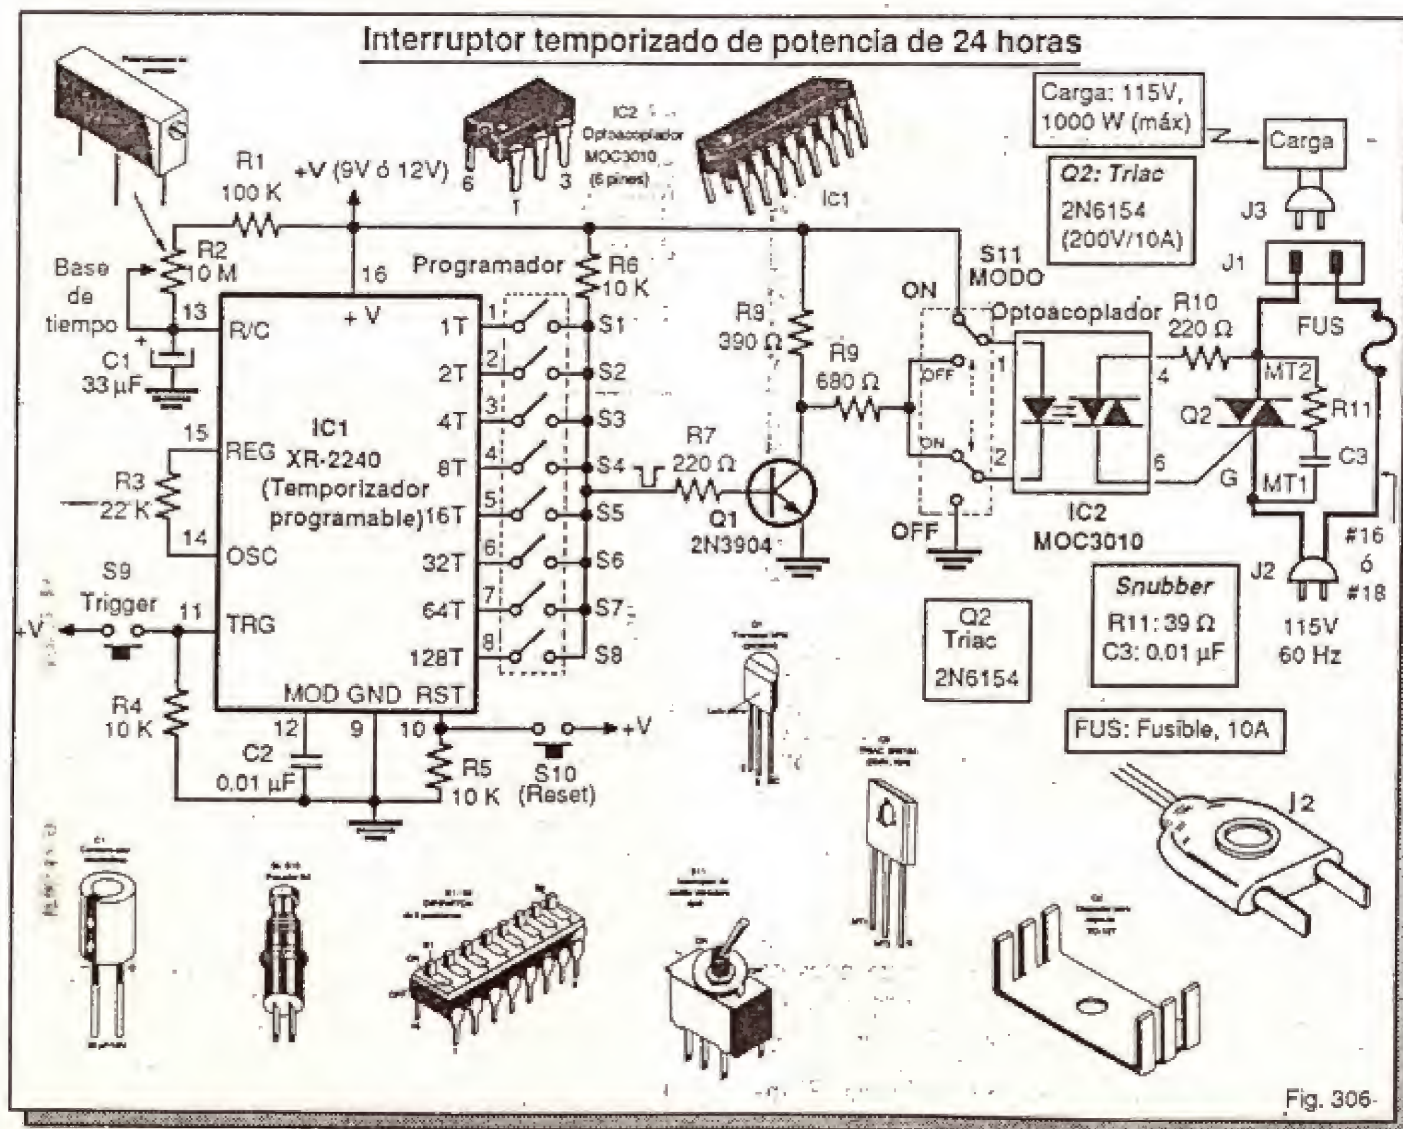 Interruptor temporizado de potencia de 24 horas
R1
100 K
+V (9V ó 12V)
IC2
Optoacoplador
MOC3010
(6 pines)
6
1
3
IC1
Carga: 115V,
1000 W (máx)
Carga
Q2: Triac
2N6154
(200V/10A)
J3
J1
R2
10 M
Base
de
tiempo
16
Programador
R6
10 K
S11
MODO
ON
Optoacoplador
R10
220 Ω
FUS
13
R/C
+ V
+
C1
33 µF
1T
1
S1
2T
2
S2
4T
3
S3
8T
4
S4
16T
5
S5
32T
6
S6
64T
7
S7
128T
8
S8
R8
390 Ω
R9
680 Ω
OFF
ON
OFF
1
2
4
6
MT2
Q2
R11
C3
G
MT1
15
REG
IC1
XR-2240
(Temporizador
programable)
R3
22 K
14
OSC
R7
220 Ω
Q1
2N3904
IC2
MOC3010
J2
#16
ó
#18
S9
Trigger
+V
11
TRG
Snubber
R11: 39 Ω
C3: 0.01 µF
115V
60 Hz
Q2
Triac
2N6154
MOD GND RST
R4
10 K
12
9
10
C2
0.01 µF
R5
10 K
S10
(Reset)
+V
FUS: Fusible, 10A
J2
Fig. 306